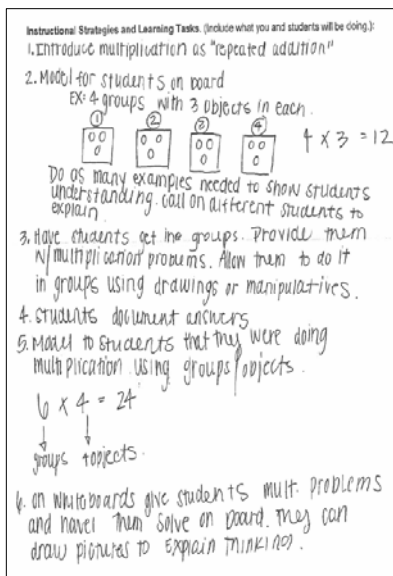 Instructional Strategies and Learning Tasks. (Include what you and students will be doing.):
1. Introduce multiplication as "repeated addition"
2. Model for students on board
EX: 4 groups with 3 objects in each.
① ② ③ ④
4 x 3 = 12
Do as many examples needed to show students
understanding. Call on different students to
explain.
3. Have students get in groups. Provide them
w/ multiplication problems. Allow them to do it
in groups using drawings or manipulatives.
4. Students document answers
5. Model to students that they were doing
multiplication using groups/objects.
6 x 4 = 24
groups 4 objects.
6. on whiteboards give students mult. problems
and have them solve on board. They can
draw pictures to explain thinking.